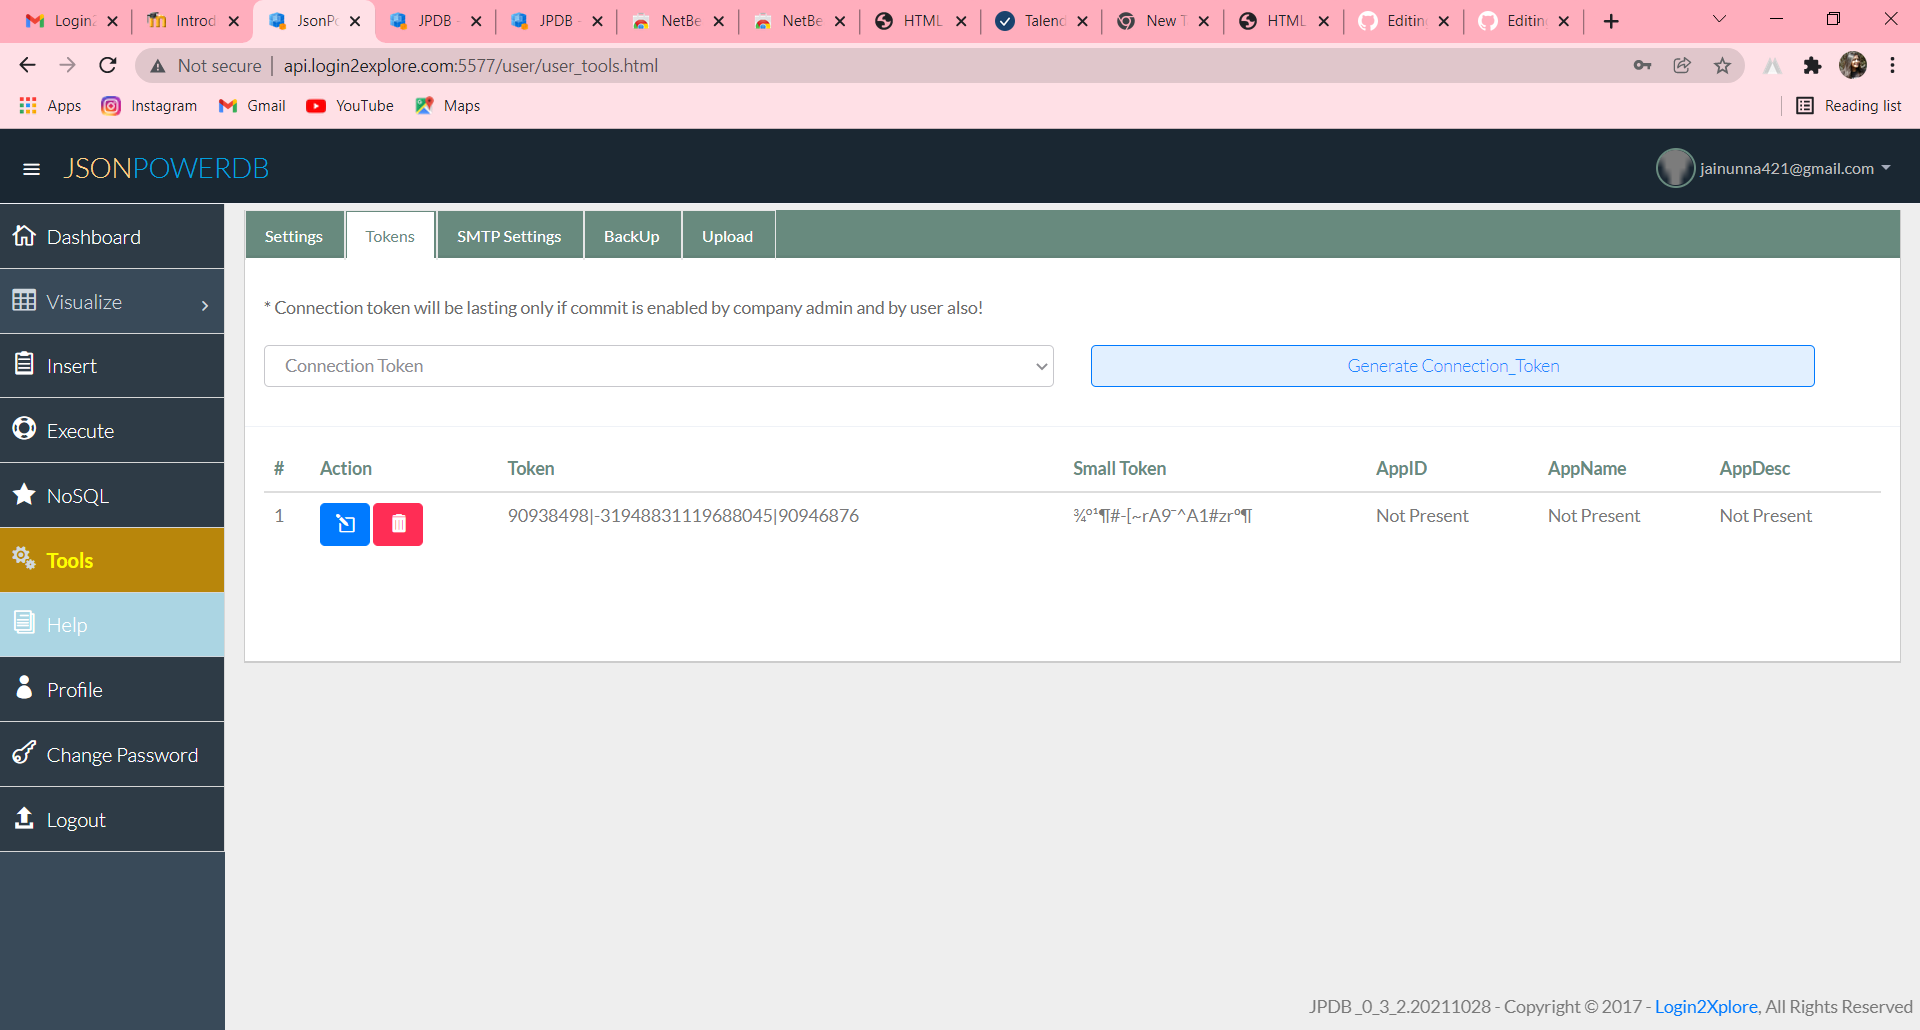 Login2
Introd
JsonPo
JPDB -
JPDB -
NetBe
NetBe
HTML
Talend
New T
HTML
Editin
Editin
Not secure
api.login2explore.com:5577/user/user_tools.html
Apps
Instagram
Gmail
YouTube
Maps
Reading list
JSONPOWERDB
jainunna421@gmail.com
Dashboard
Visualize
Insert
Execute
NoSQL
Tools
Help
Profile
Change Password
Logout
Settings
Tokens
SMTP Settings
BackUp
Upload
* Connection token will be lasting only if commit is enabled by company admin and by user also!
Connection Token
Generate Connection_Token
# Action Token Small Token AppID AppName AppDesc
1 90938498|-31948831119688045|90946876 ¾°¹¶#-[~rA9¯^A1#zrº¶ Not Present Not Present Not Present
JPDB_0_3_2.20211028 - Copyright © 2017 - Login2Xplore, All Rights Reserved